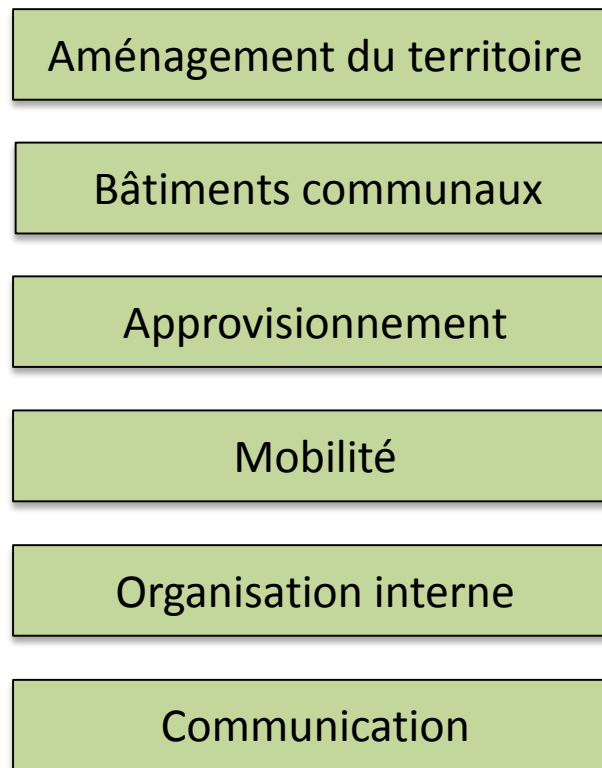 Aménagement du territoire
Bâtiments communaux
Approvisionnement
Mobilité
Organisation interne
Communication